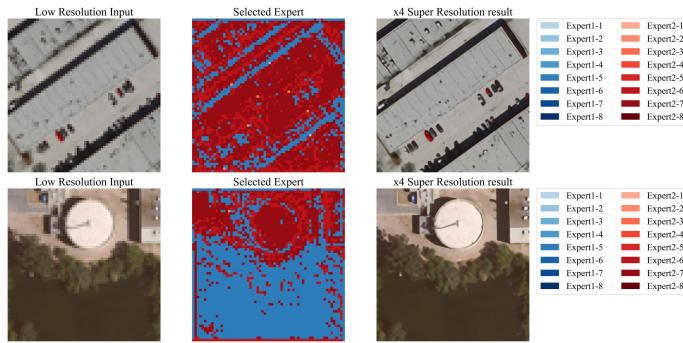 Low Resolution Input
Selected Expert
x4 Super Resolution result
Expert1-1 Expert2-1
Expert1-2 Expert2-2
Expert1-3 Expert2-3
Expert1-4 Expert2-4
Expert1-5 Expert2-5
Expert1-6 Expert2-6
Expert1-7 Expert2-7
Expert1-8 Expert2-8
Low Resolution Input
Selected Expert
x4 Super Resolution result
Expert1-1 Expert2-1
Expert1-2 Expert2-2
Expert1-3 Expert2-3
Expert1-4 Expert2-4
Expert1-5 Expert2-5
Expert1-6 Expert2-6
Expert1-7 Expert2-7
Expert1-8 Expert2-8